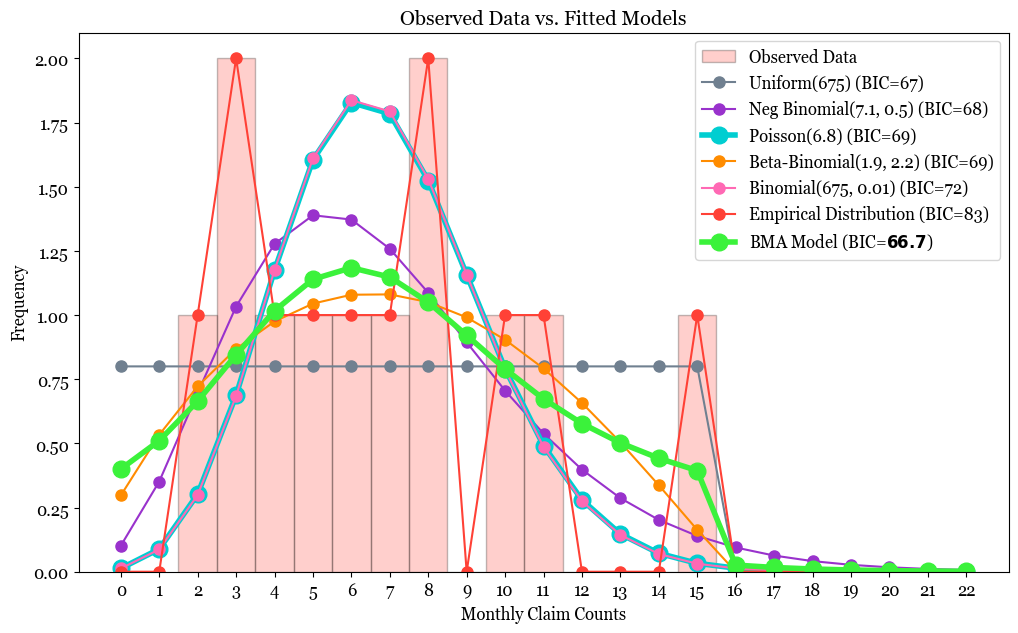 Observed Data vs. Fitted Models
Observed Data
Uniform(675) (BIC=67)
Neg Binomial(7.1, 0.5) (BIC=68)
Poisson(6.8) (BIC=69)
Beta-Binomial(1.9, 2.2) (BIC=69)
Binomial(675, 0.01) (BIC=72)
Empirical Distribution (BIC=83)
BMA Model (BIC=66.7)
Frequency
2.00
1.75
1.50
1.25
1.00
0.75
0.50
0.25
0.00
0 1 2 3 4 5 6 7 8 9 10 11 12 13 14 15 16 17 18 19 20 21 22
Monthly Claim Counts